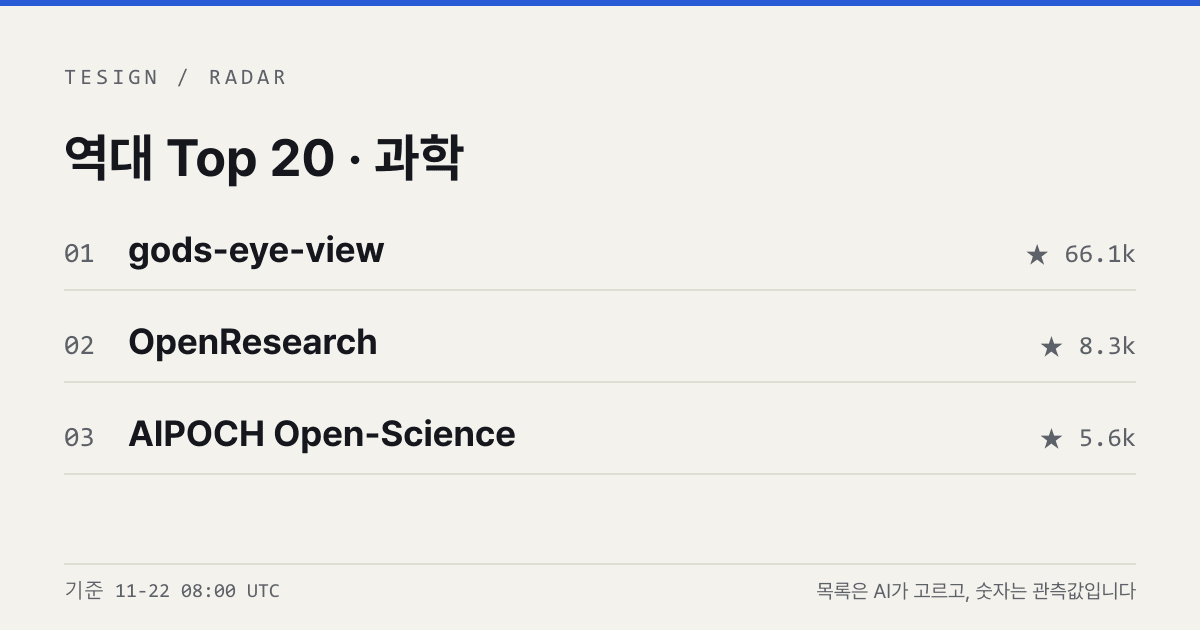 TESIGN / RADAR
역대 Top 20 · 과학
01 gods-eye-view ★ 66.1k
02 OpenResearch ★ 8.3k
03 AIPOCH Open-Science ★ 5.6k
기준 11-22 08:00 UTC 목록은 AI가 고르고, 숫자는 관측값입니다